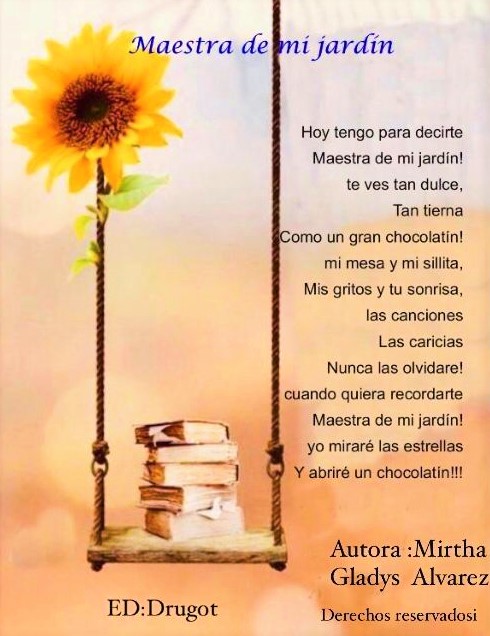 Maestra de mi jardín
Hoy tengo para decirte
Maestra de mi jardín!
te ves tan dulce,
Tan tierna
Como un gran chocolatín!
mi mesa y mi sillita,
Mis gritos y tu sonrisa,
las canciones
Las caricias
Nunca las olvidare!
cuando quiera recordarte
Maestra de mi jardín!
yo miraré las estrellas
Y abriré un chocolatín!!!
Autora :Mirtha
Gladys Alvarez
ED:Drugot
Derechos reservadosi